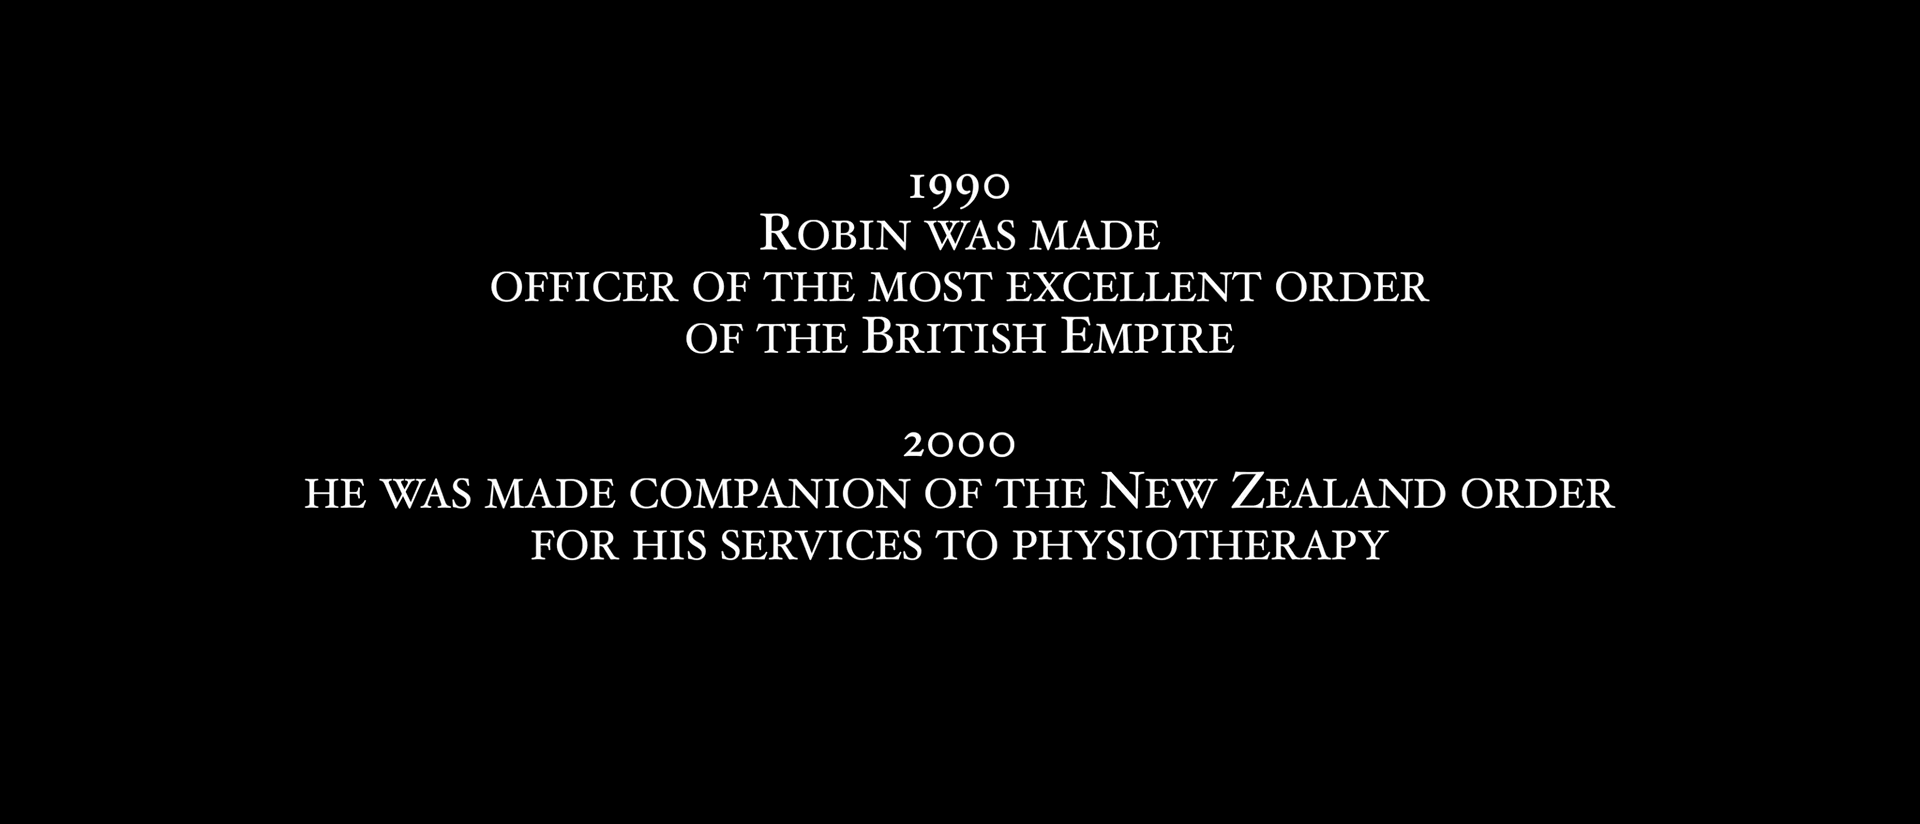 1990
Robin was made
officer of the most excellent order
of the British Empire
2000
he was made companion of the New Zealand order
for his services to physiotherapy